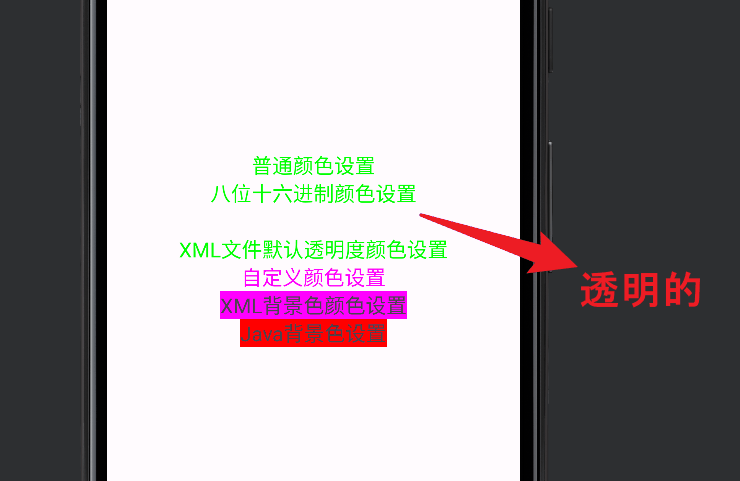 普通颜色设置
八位十六进制颜色设置
XML文件默认透明度颜色设置
透明的
自定义颜色设置
XML背景色颜色设置
Java背景色设置